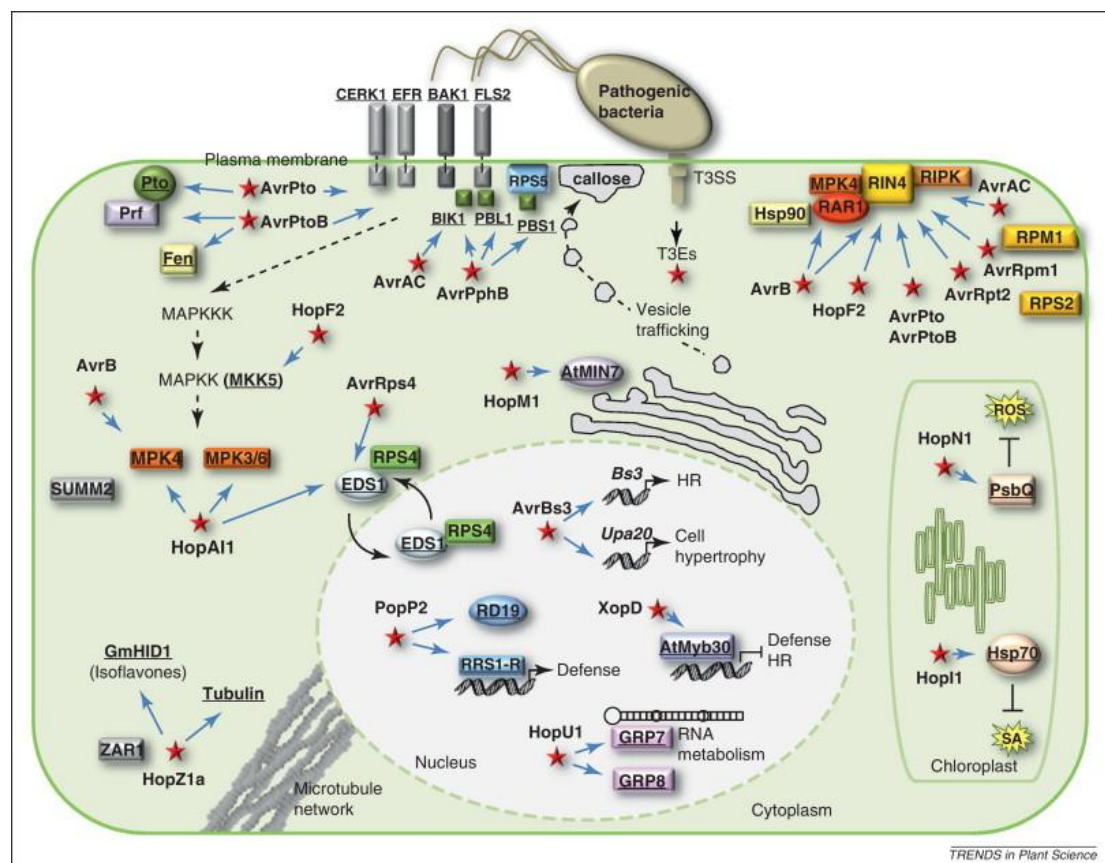 CERK1 EFR BAK1 FLS2
Pathogenic
bacteria
Plasma membrane
Pto
AvrPto
Prf
AvrPtoB
Fen
RPS5
callose
BIK1 PBL1
PBS1
AvrAC
AvrPphB
T3SS
T3Es
MPK4
RIN4
RIPK
Hsp90
RAR1
AvrAC
RPM1
AvrRpm1
AvrB
AvrRpt2
HopF2
RPS2
AvrPto
AvrPtoB
MAPKKK
HopF2
Vesicle
trafficking
AvrB
MAPKK (MKK5)
AvrRps4
HopM1
AtMIN7
MPK4
MPK3/6
RPS4
SUMM2
EDS1
HopAI1
EDS1
RPS4
Bs3
HR
AvrBs3
Upa20
Cell
hypertrophy
ROS
HopN1
PsbQ
PopP2
RD19
XopD
RRS1-R
Defense
AtMyb30
Defense
HR
HopI1
Hsp70
SA
Chloroplast
GmHID1
(Isoflavones)
Tubulin
ZAR1
HopZ1a
HopU1
GRP7
RNA
metabolism
GRP8
Nucleus
Microtubule
network
Cytoplasm
TRENDS in Plant Science